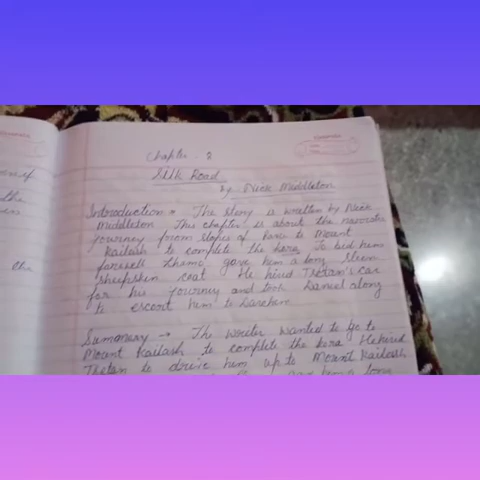 Chapter - 2
Silk Road
By - Nick Middleton
Introduction → The story is written by Nick
Middleton This chapter is about the
journey from slopes of to Mount
Kailash to complete the kora To bid him
farewell gave him a long
sheepskin coat He hired Tsetan's car
for his journey and took Daniel along
to escort him to Darchen
Summary → The writer wanted to go to
Mount Kailash to complete the kora He hired
Tsetan to drive him up to Mount Kailash
the